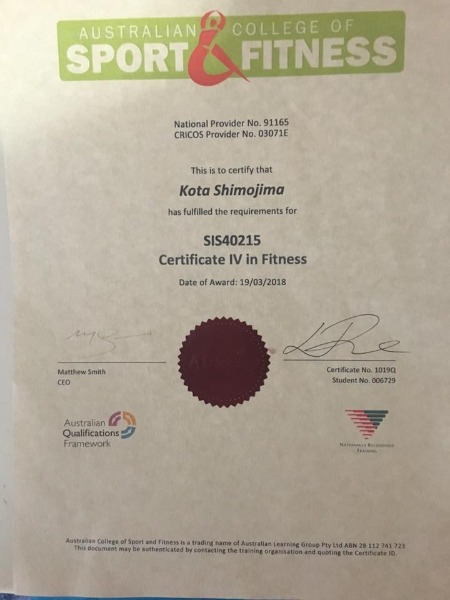 AUSTRALIAN COLLEGE OF
SPORT & FITNESS
National Provider No. 91165
CRICOS Provider No. 03071E
This is to certify that
Kota Shimojima
has fulfilled the requirements for
SIS40215
Certificate IV in Fitness
Date of Award: 19/03/2018
Matthew Smith
CEO
Certificate No. 1019Q
Student No. 006729
Australian
Qualifications
Framework
NATIONALLY RECOGNISED
TRAINING
Australian College of Sport and Fitness is a trading name of Australian Learning Group Pty Ltd ABN 28 112 741 723
This document may be authenticated by contacting the training organisation and quoting the Certificate ID.